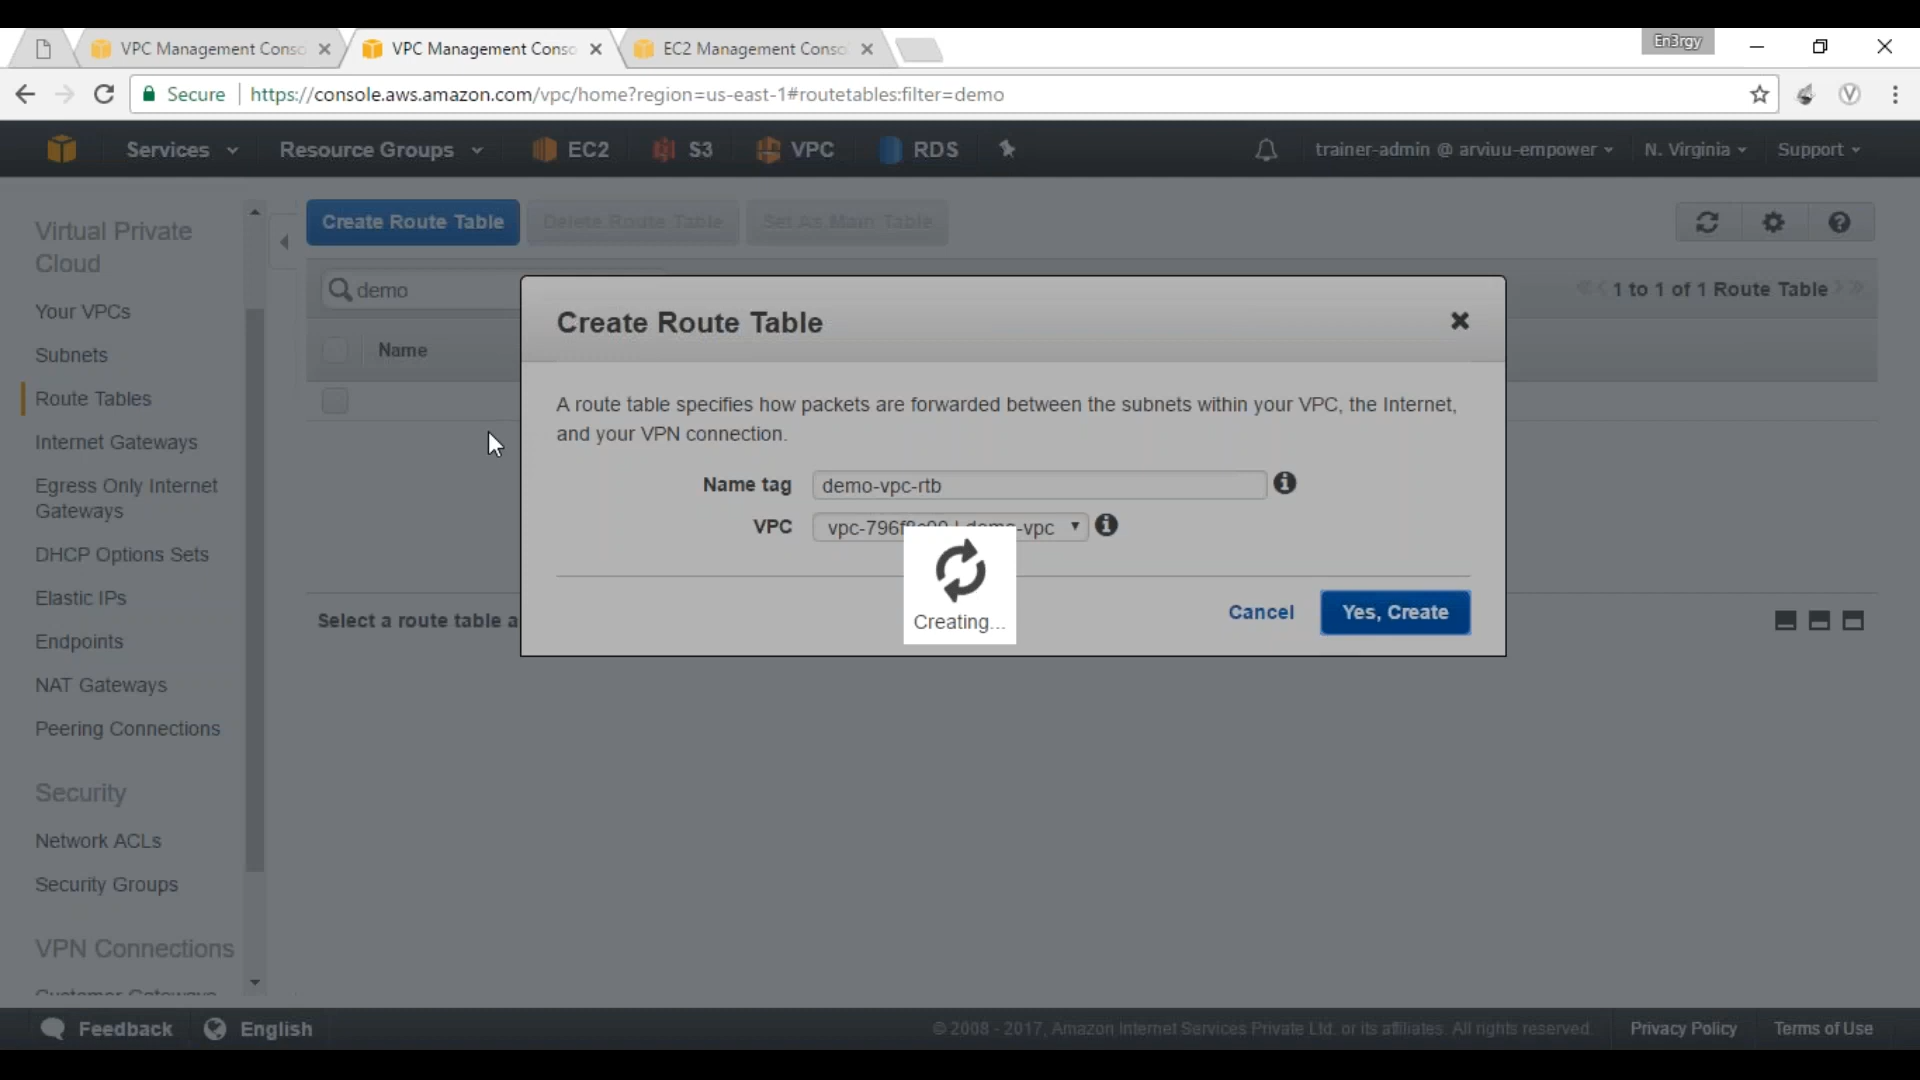 VPC Management Conso
VPC Management Conso
EC2 Management Conso
En3rgy
Secure
https://console.aws.amazon.com/vpc/home?region=us-east-1#routetables:filter=demo
Services
Resource Groups
EC2
S3
VPC
RDS
trainer-admin @ arviuu-empower
N. Virginia
Support
Virtual Private
Cloud
Your VPCs
Subnets
Route Tables
Internet Gateways
Egress Only Internet
Gateways
DHCP Options Sets
Elastic IPs
Endpoints
NAT Gateways
Peering Connections
Security
Network ACLs
Security Groups
VPN Connections
Customer Gateways
Create Route Table
Delete Route Table
Set As Main Table
demo
1 to 1 of 1 Route Table
Name
Select a route table a
Create Route Table
A route table specifies how packets are forwarded between the subnets within your VPC, the Internet,
and your VPN connection.
Name tag
demo-vpc-rtb
VPC
-vpc
Creating...
Cancel
Yes, Create
Feedback
English
© 2008 - 2017, Amazon Internet Services Private Ltd. or its affiliates. All rights reserved.
Privacy Policy
Terms of Use